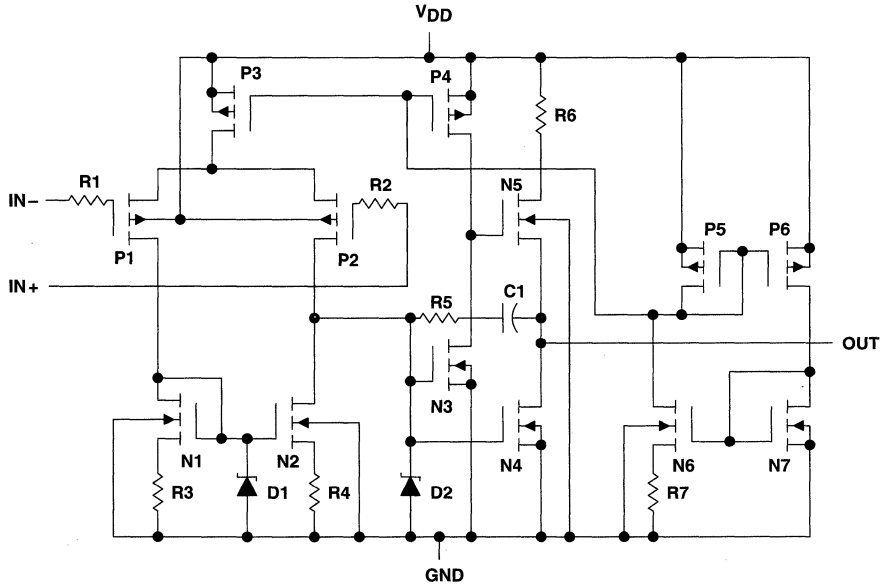 VDD
P3
P4
R6
R1
R2
N5
IN−
P1
P2
P5
P6
IN+
R5
C1
OUT
N3
N1
N2
N4
N6
N7
R3
D1
R4
D2
R7
GND